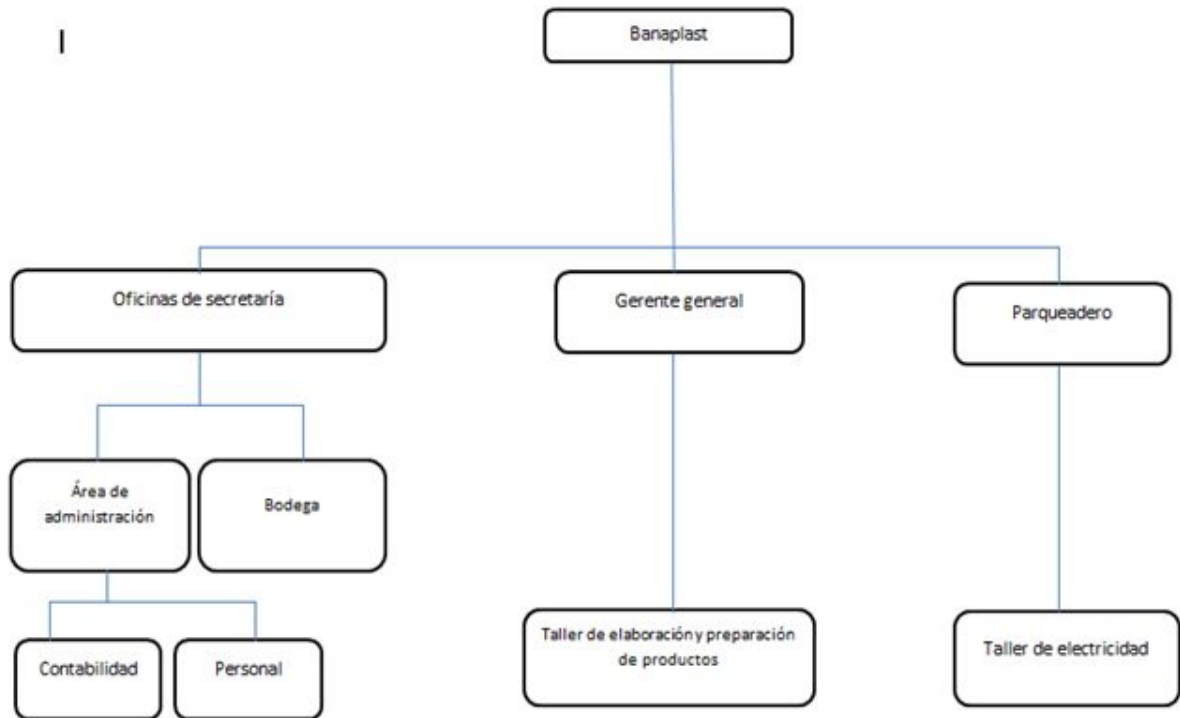 I
Banaplast
Oficinas de secretaría
Gerente general
Parqueadero
Área de
administración
Bodega
Contabilidad
Personal
Taller de elaboración y preparación
de productos
Taller de electricidad